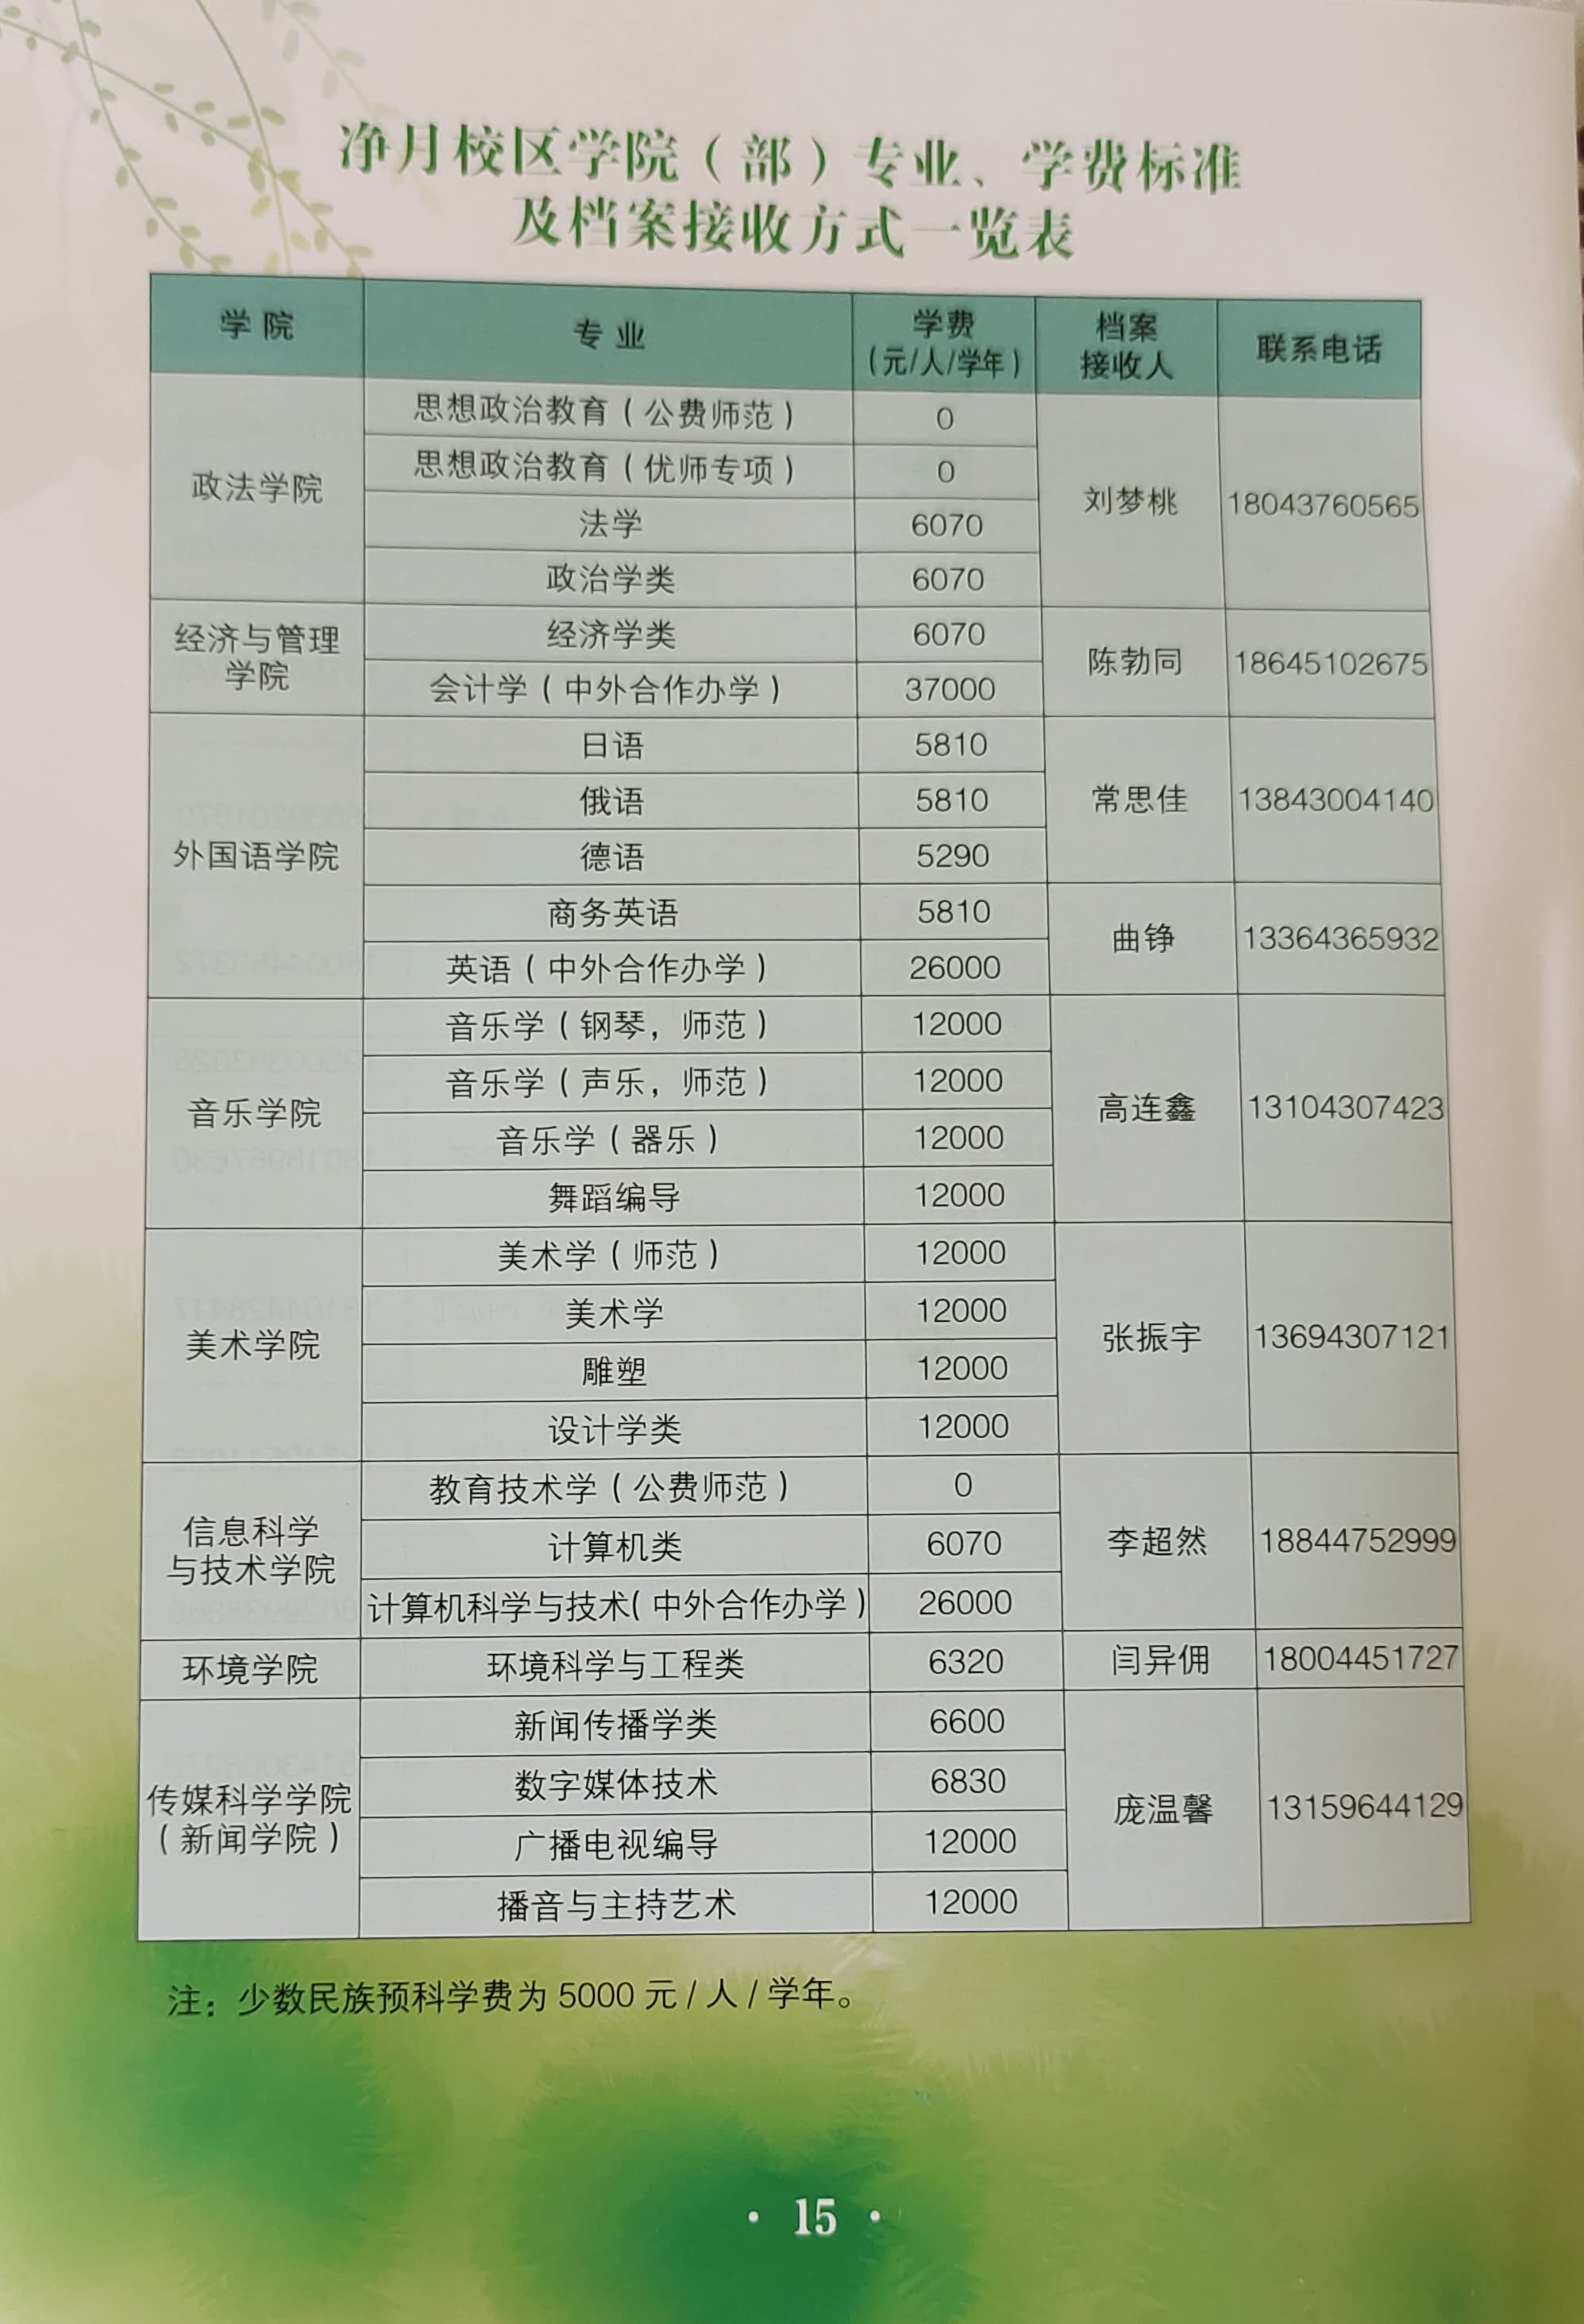 净月校区学院（部）专业、学费标准
及档案接收方式一览表
学 院 专 业 学费（元/人/学年） 档案接收人 联系电话
政法学院 思想政治教育（公费师范） 0 刘梦桃 18043760565
思想政治教育（优师专项） 0
法学 6070
政治学类 6070
经济与管理学院 经济学类 6070 陈勃同 18645102675
会计学（中外合作办学） 37000
外国语学院 日语 5810 常思佳 13843004140
俄语 5810
德语 5290
商务英语 5810 曲铮 13364365932
英语（中外合作办学） 26000
音乐学院 音乐学（钢琴，师范） 12000 高连鑫 13104307423
音乐学（声乐，师范） 12000
音乐学（器乐） 12000
舞蹈编导 12000
美术学院 美术学（师范） 12000 张振宇 13694307121
美术学 12000
雕塑 12000
设计学类 12000
信息科学与技术学院 教育技术学（公费师范） 0 李超然 18844752999
计算机类 6070
计算机科学与技术（中外合作办学） 26000
环境学院 环境科学与工程类 6320 闫异佣 18004451727
传媒科学学院（新闻学院） 新闻传播学类 6600 庞温馨 13159644129
数字媒体技术 6830
广播电视编导 12000
播音与主持艺术 12000
注：少数民族预科学费为 5000 元 / 人 / 学年。
· 15 ·